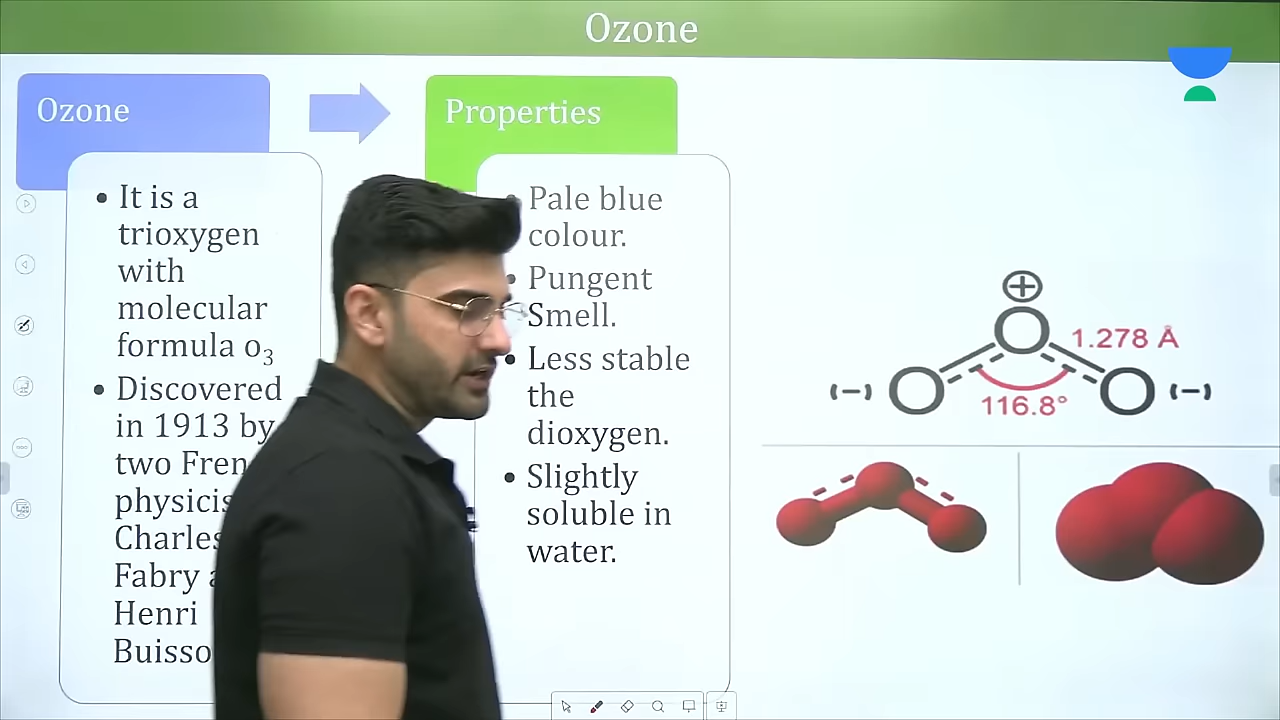 Ozone
Ozone
Properties
• It is a
trioxygen
with
molecular
formula o₃
• Discovered
in 1913 by
two
physicis
Charles
Fabry
Henri
Buisso
• Pale blue
colour.
• Pungent
Smell.
• Less stable
the
dioxygen.
• Slightly
soluble in
water.
⊕
O
1.278 Å
(-) O
O (-)
116.8°